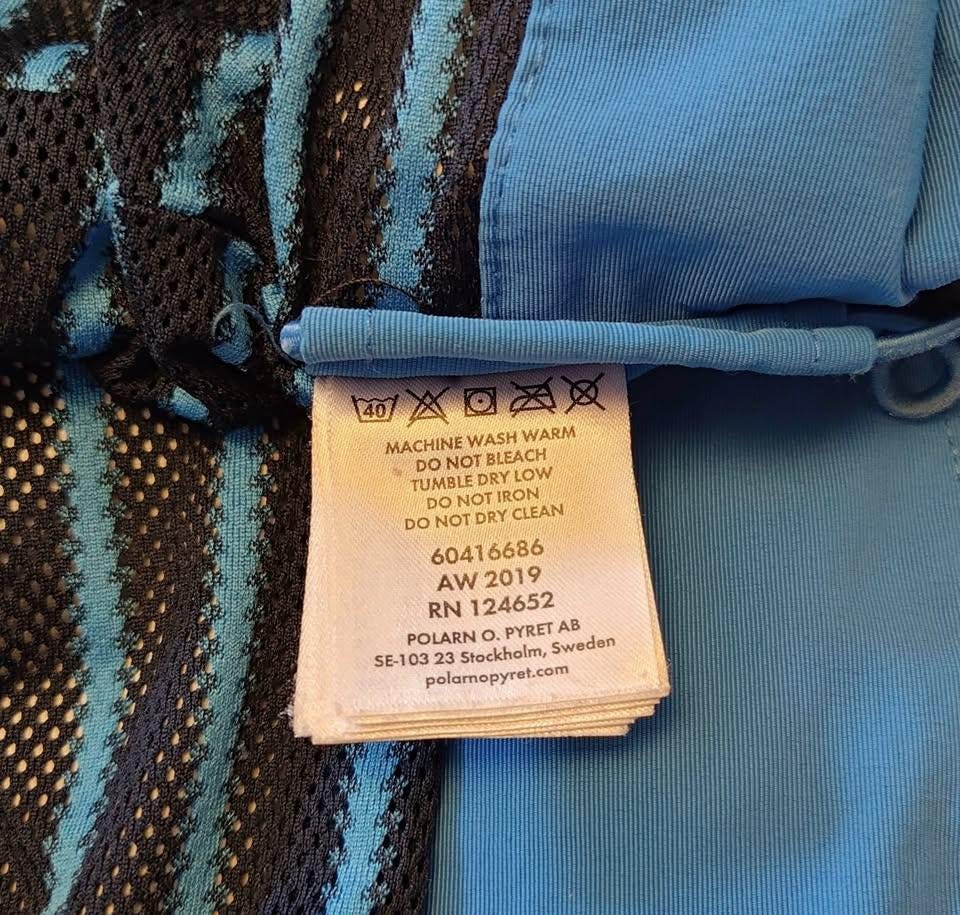 40
MACHINE WASH WARM
DO NOT BLEACH
TUMBLE DRY LOW
DO NOT IRON
DO NOT DRY CLEAN
60416686
AW 2019
RN 124652
POLARN O. PYRET AB
SE-103 23 Stockholm, Sweden
polarnopyret.com